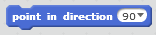 point in direction 90